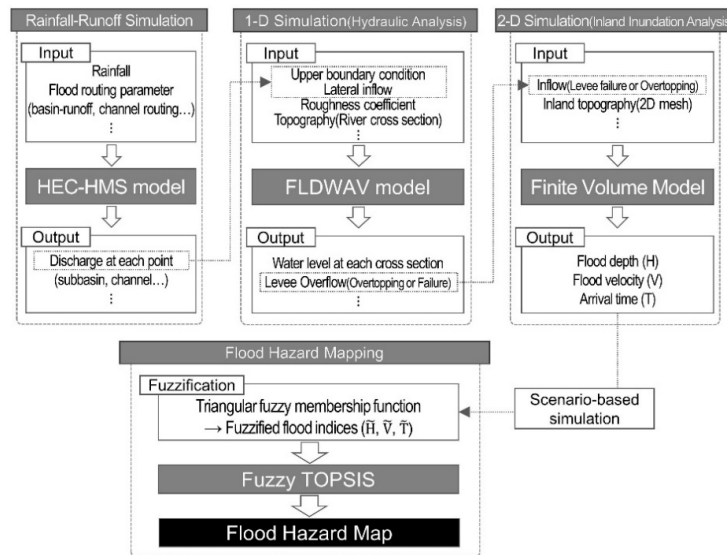 Rainfall-Runoff Simulation
Input
Rainfall
Flood routing parameter
(basin-runoff, channel routing…)
⋮
HEC-HMS model
Output
Discharge at each point
(subbasin, channel…)
⋮
1-D Simulation(Hydraulic Analysis)
Input
Upper boundary condition
Lateral inflow
Roughness coefficient
Topography(River cross section)
⋮
FLDWAV model
Output
Water level at each cross section
Levee Overflow(Overtopping or Failure)
⋮
2-D Simulation(Inland Inundation Analysis)
Input
Inflow(Levee failure or Overtopping)
Inland topography(2D mesh)
⋮
Finite Volume Model
Output
Flood depth (H)
Flood velocity (V)
Arrival time (T)
Scenario-based
simulation
Flood Hazard Mapping
Fuzzification
Triangular fuzzy membership function
→ Fuzzified flood indices (H̃, Ṽ, T̃)
Fuzzy TOPSIS
Flood Hazard Map